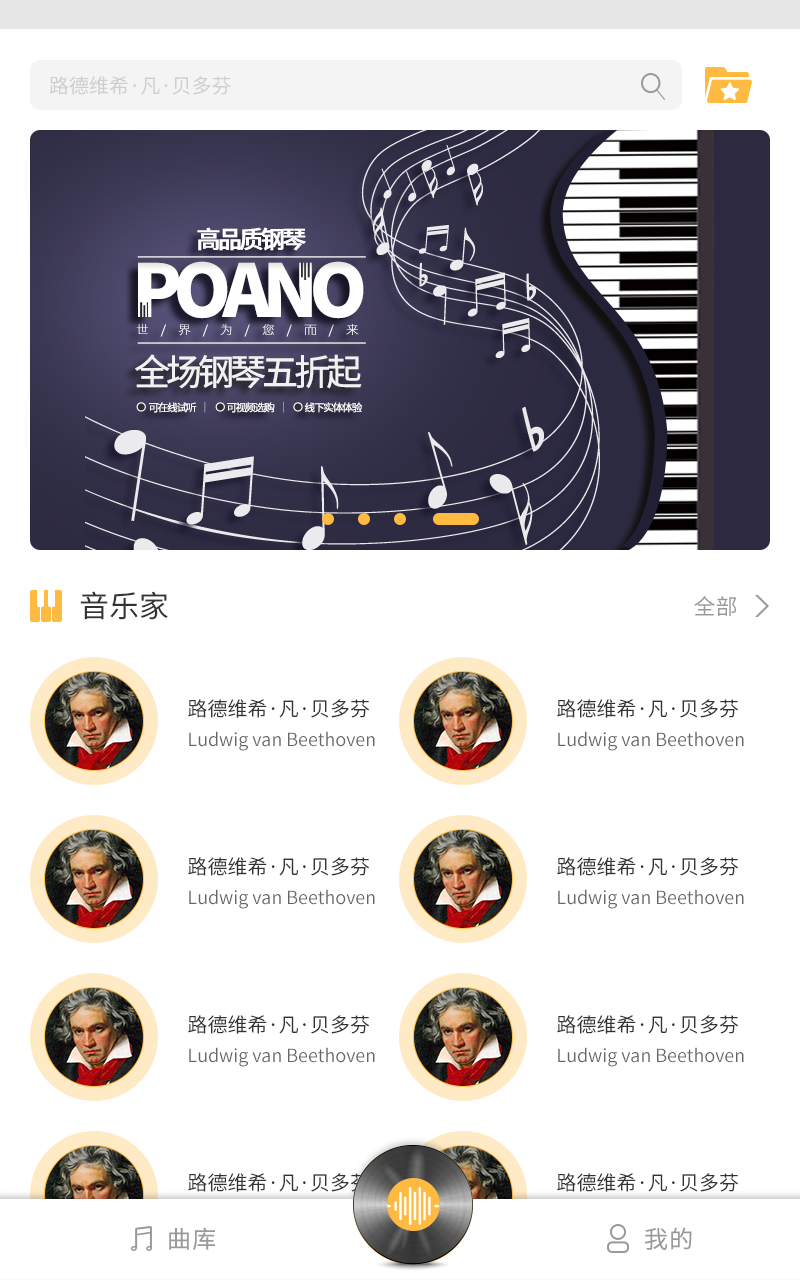 路德维希·凡·贝多芬
高品质钢琴
POANO
世 / 界 / 为 / 您 / 而 / 来
全场钢琴五折起
可在线试听 | 可视频选购 | 线下实体体验
音乐家
全部
路德维希·凡·贝多芬
Ludwig van Beethoven
路德维希·凡·贝多芬
Ludwig van Beethoven
路德维希·凡·贝多芬
Ludwig van Beethoven
路德维希·凡·贝多芬
Ludwig van Beethoven
路德维希·凡·贝多芬
Ludwig van Beethoven
路德维希·凡·贝多芬
Ludwig van Beethoven
路德维希·凡·贝多芬
路德维希·凡·贝多芬
曲库
我的